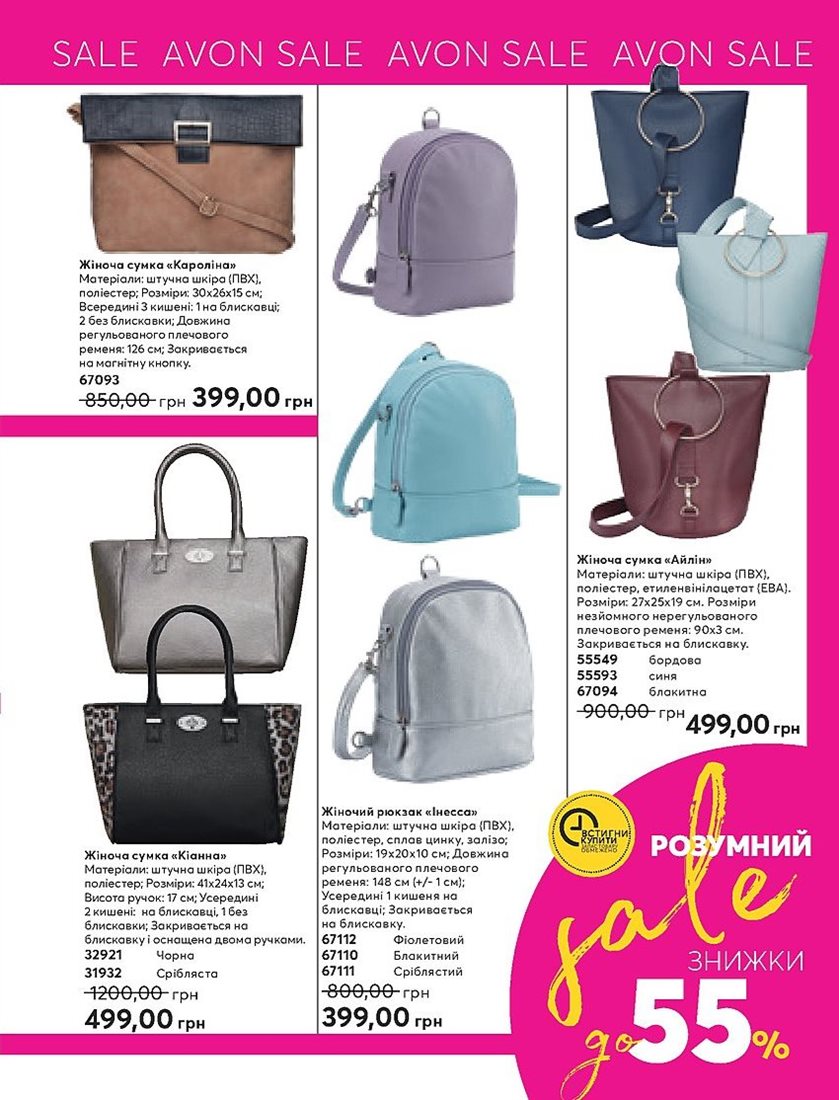 SALE AVON SALE AVON SALE AVON SALE
Жіноча сумка «Кароліна»
Матеріали: штучна шкіра (ПВХ),
поліестер; Розміри: 30х26х15 см;
Всередині 3 кишені: 1 на блискавці;
2 без блискавки; Довжина
регульованого плечового
ременя: 126 см; Закривається
на магнітну кнопку.
67093
850,00 грн 399,00 грн
Жіноча сумка «Кіанна»
Матеріали: штучна шкіра (ПВХ),
поліестер; Розміри: 41х24х13 см;
Висота ручок: 17 см; Усередині
2 кишені: на блискавці, 1 без
блискавки; Закривається на
блискавку і оснащена двома ручками.
32921 Чорна
31932 Срібляста
1200,00 грн
499,00 грн
Жіночий рюкзак «Інесса»
Матеріали: штучна шкіра (ПВХ),
поліестер, сплав цинку, залізо;
Розміри: 19х20х10 см; Довжина
регульованого плечового
ременя: 148 см (+/- 1 см);
Усередині 1 кишеня на
блискавці; Закривається
на блискавку.
67112 Фіолетовий
67110 Блакитний
67111 Сріблястий
800,00 грн
399,00 грн
Жіноча сумка «Айлін»
Матеріали: штучна шкіра (ПВХ),
поліестер, етиленвінілацетат (ЕВА).
Розміри: 27х25х19 см. Розміри
незйомного нерегульованого
плечового ременя: 90х3 см.
Закривається на блискавку.
55549 бордова
55593 синя
67094 блакитна
900,00 грн
499,00 грн
ВСТИГНИ
КУПИТИ
ОБМЕЖЕНО
РОЗУМНИЙ
sale
ЗНИЖКИ
до 55%